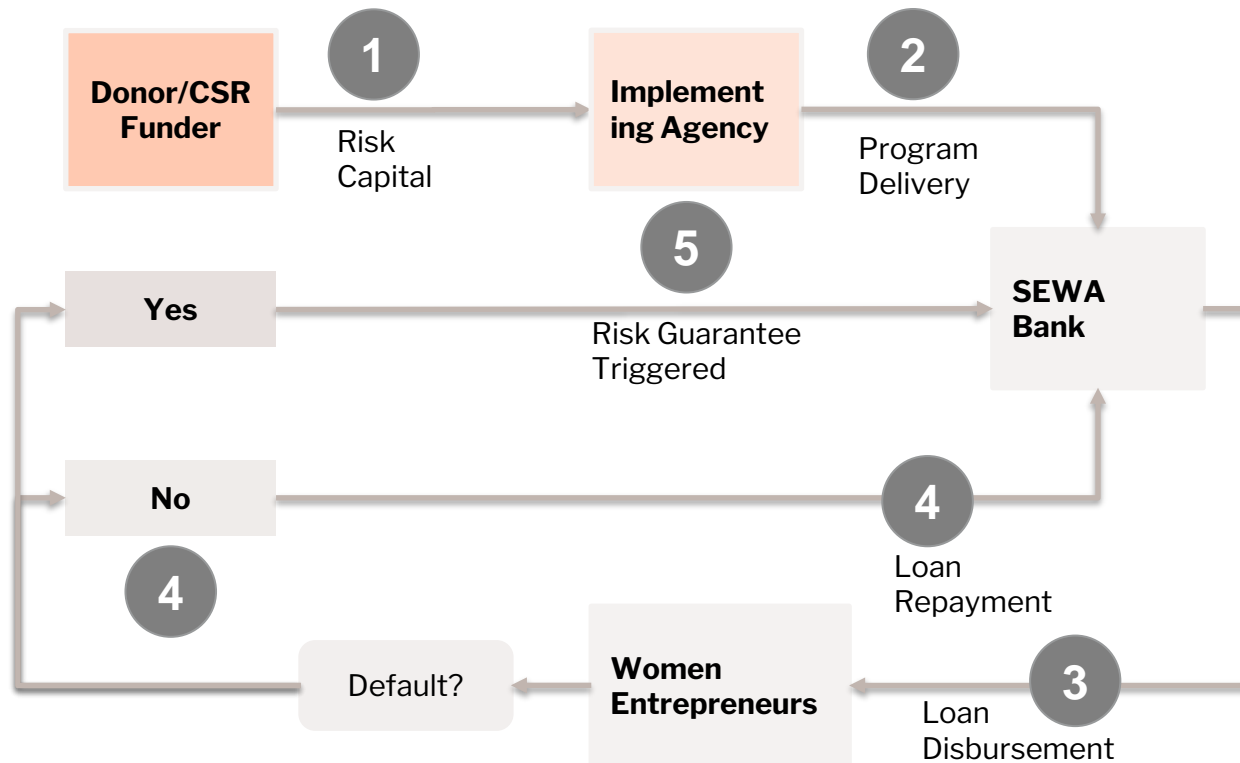 1
2
Donor/CSR
Funder
Risk
Capital
Implement
ing Agency
Program
Delivery
5
Yes
Risk Guarantee
Triggered
SEWA
Bank
No
4
Loan
Repayment
4
Default?
Women
Entrepreneurs
3
Loan
Disbursement